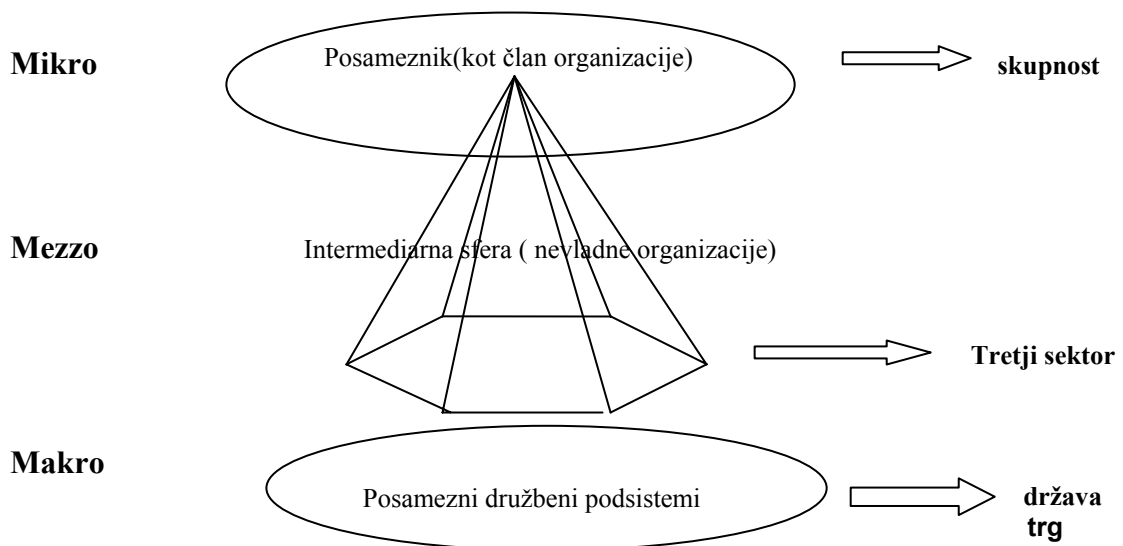 Mikro
Posameznik(kot član organizacije)
skupnost
Mezzo
Intermediarna sfera ( nevladne organizacije)
Tretji sektor
Makro
Posamezni družbeni podsistemi
država
trg